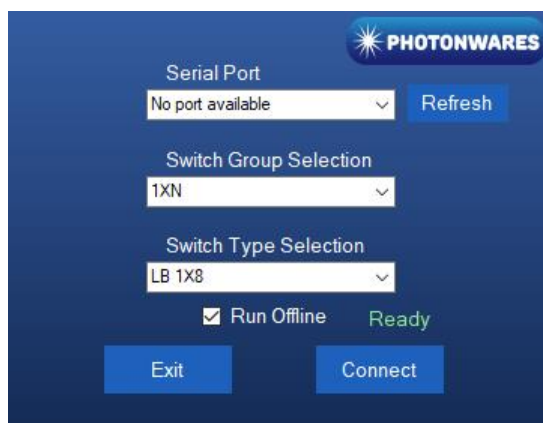 PHOTONWARES
Serial Port
No port available
Refresh
Switch Group Selection
1XN
Switch Type Selection
LB 1X8
Run Offline
Ready
Exit
Connect